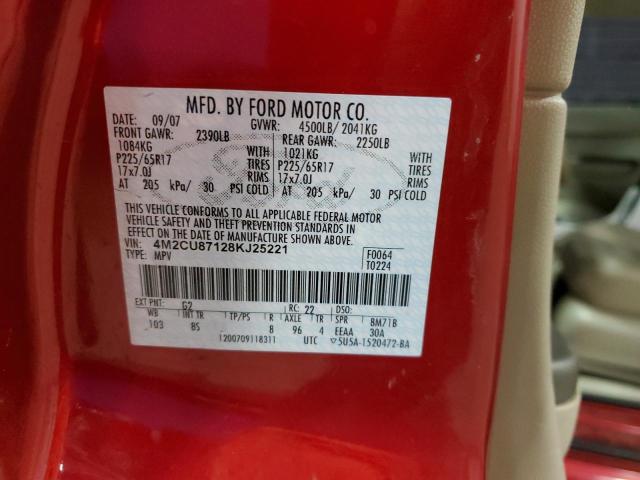 MFD. BY FORD MOTOR CO.
DATE: 09/07 GVWR: 4500LB/ 2041KG
FRONT GAWR: 2390LB REAR GAWR: 2250LB
1084KG WITH 1021KG WITH
P225/65R17 TIRES P225/65R17 TIRES
17x7.0J RIMS 17x7.0J RIMS
AT 205 kPa/ 30 PSI COLD AT 205 kPa/ 30 PSI COLD
THIS VEHICLE CONFORMS TO ALL APPLICABLE FEDERAL MOTOR
VEHICLE SAFETY AND THEFT PREVENTION STANDARDS IN
EFFECT ON THE DATE OF MANUFACTURE SHOWN ABOVE.
VIN: 4M2CU87128KJ25221 F0064
TYPE: MPV T0224
EXT PNT: G2 RC: 22 DSO:
WB INT TR TP/PS R AXLE TR SPR BM71B
103 BS 8 96 4 EEAA 30A
1200709118311 UTC ▽5U5A-1520472-BA